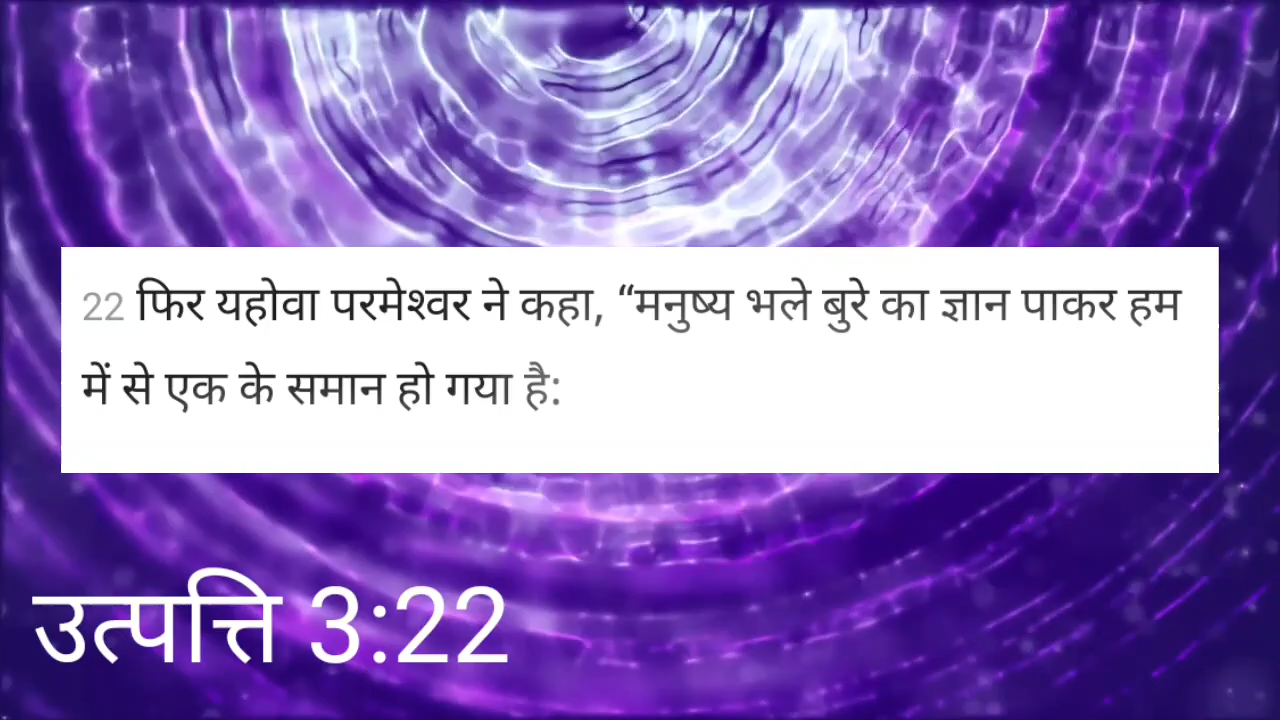 22 फिर यहोवा परमेश्वर ने कहा, “मनुष्य भले बुरे का ज्ञान पाकर हम
में से एक के समान हो गया है:
उत्पत्ति 3:22